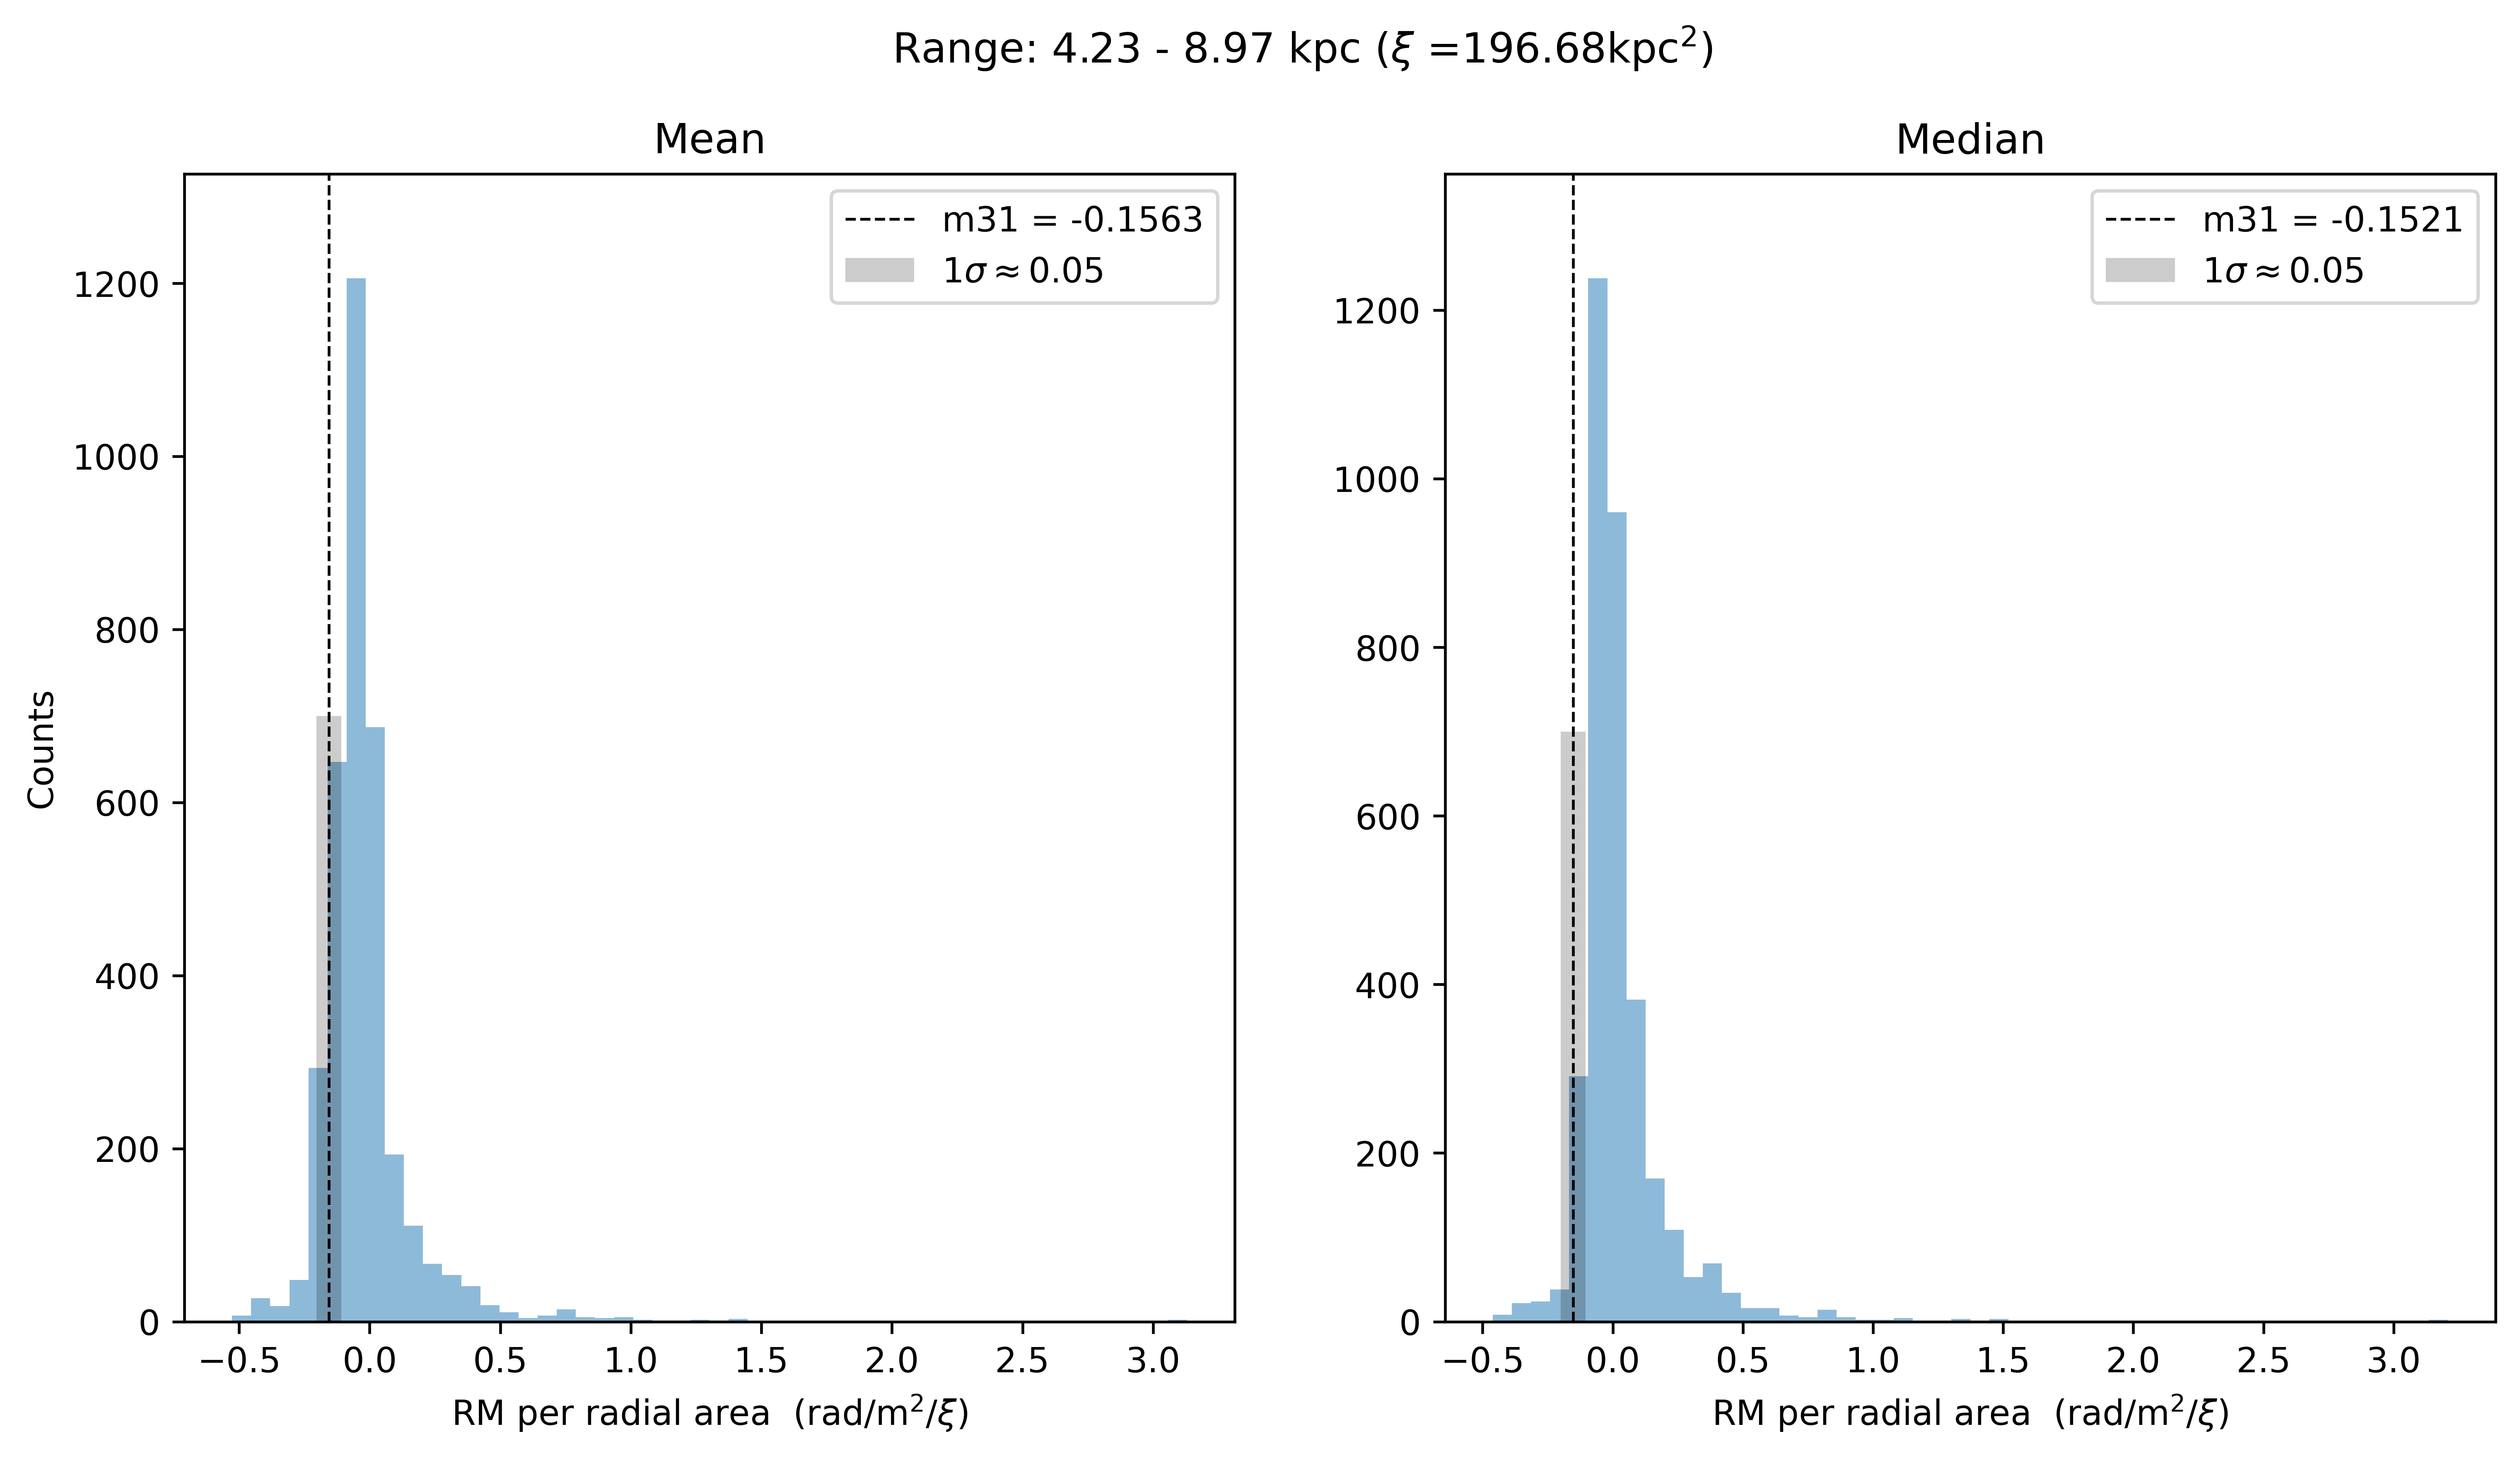 Range: 4.23 - 8.97 kpc (ξ =196.68kpc²)
Mean
m31 = -0.1563
1σ ≈ 0.05
1200
1000
800
600
400
200
0
Counts
−0.5 0.0 0.5 1.0 1.5 2.0 2.5 3.0
RM per radial area (rad/m²/ξ)
Median
m31 = -0.1521
1σ ≈ 0.05
1200
1000
800
600
400
200
0
−0.5 0.0 0.5 1.0 1.5 2.0 2.5 3.0
RM per radial area (rad/m²/ξ)